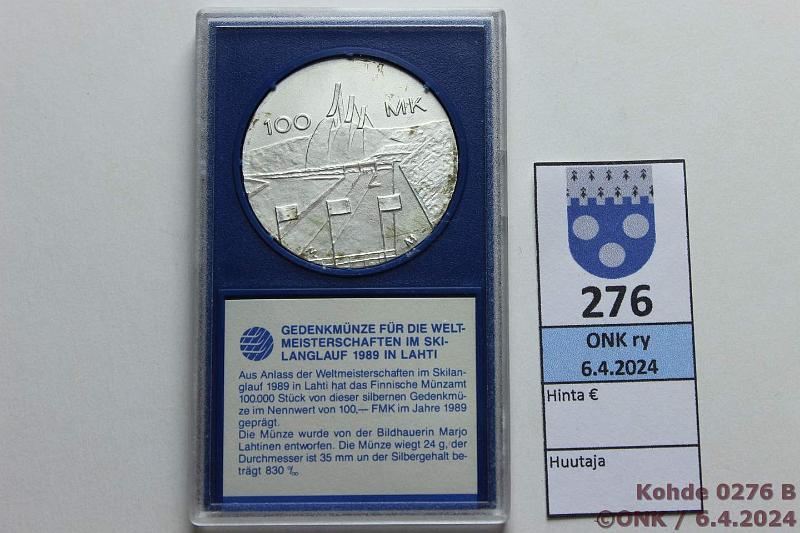 100 MK
M M
GEDENKMÜNZE FÜR DIE WELT-
MEISTERSCHAFTEN IM SKI-
LANGLAUF 1989 IN LAHTI
Aus Anlass der Weltmeisterschaften im Skilan-
glauf 1989 in Lahti hat das Finnische Münzamt
100.000 Stück von dieser silbernen Gedenkmü-
ze im Nennwert von 100,— FMK im Jahre 1989
geprägt.
Die Münze wurde von der Bildhauerin Marjo
Lahtinen entworfen. Die Münze wiegt 24 g, der
Durchmesser ist 35 mm un der Silbergehalt be-
trägt 830 ‰
276
ONK ry
6.4.2024
Hinta €
Huutaja
Kohde 0276 B
©ONK / 6.4.2024